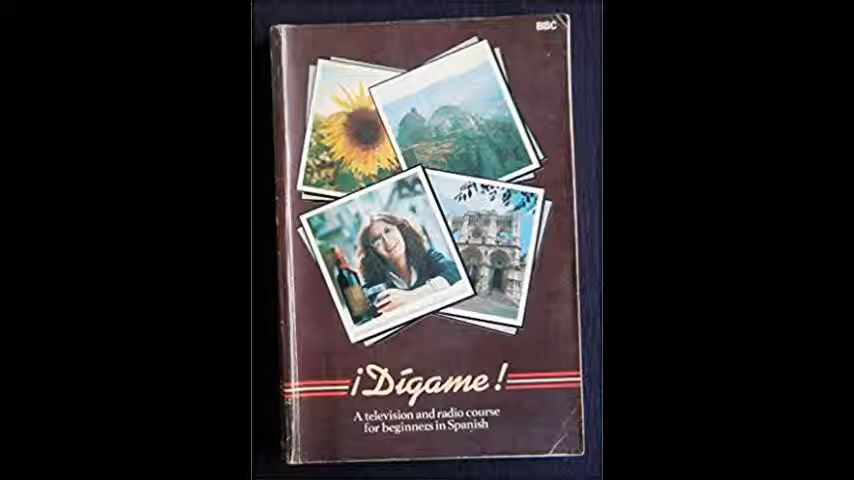 BBC
¡Dígame!
A television and radio course
for beginners in Spanish